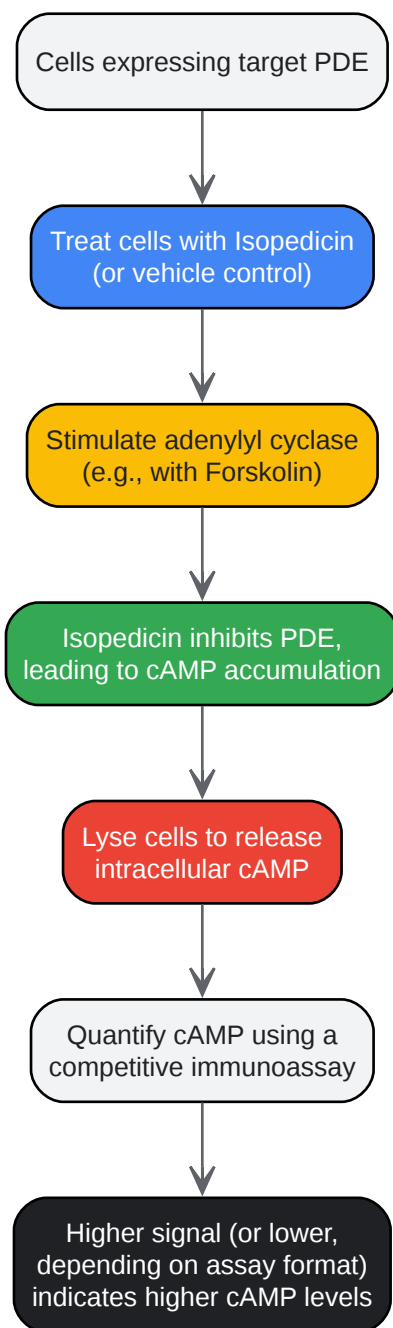 Cells expressing target PDE
Treat cells with Isopedicin
(or vehicle control)
Stimulate adenylyl cyclase
(e.g., with Forskolin)
Isopedicin inhibits PDE,
leading to cAMP accumulation
Lyse cells to release
intracellular cAMP
Quantify cAMP using a
competitive immunoassay
Higher signal (or lower,
depending on assay format)
indicates higher cAMP levels